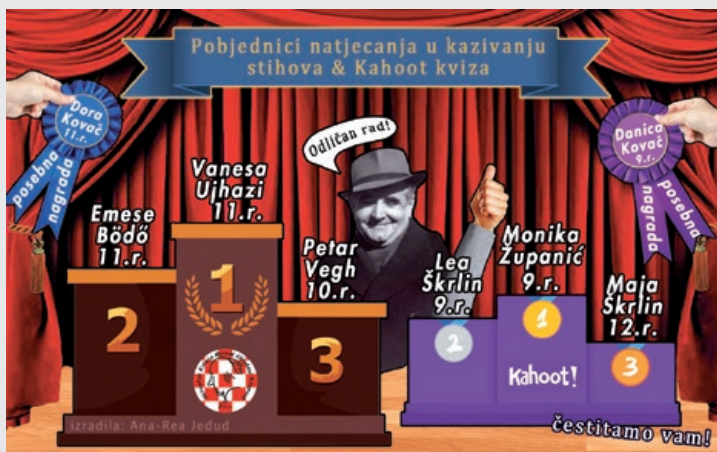 Pobjednici natjecanja u kazivanju
stihova & Kahoot kviza
Dora
Kovač
11.r.
posebna
nagrada
Danica
Kovač
9.r.
posebna
nagrada
Odličan rad!
Vanesa
Ujhazi
11.r.
Emese
Bödő
11.r.
Petar
Vegh
10.r.
Lea
Škrlin
9.r.
Monika
Županić
9.r.
Maja
Škrlin
12.r.
2
1
3
2
1
3
Kahoot!
izradila: Ana-Rea Jeđud
čestitamo vam!